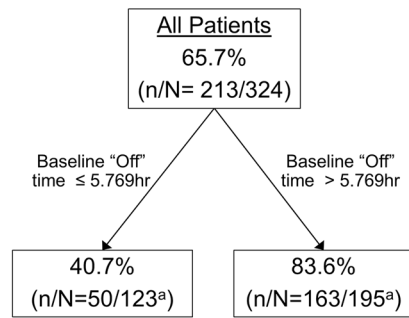 All Patients
65.7%
(n/N= 213/324)
Baseline “Off”
time ≤ 5.769hr
Baseline “Off”
time > 5.769hr
40.7%
(n/N=50/123ᵃ)
83.6%
(n/N=163/195ᵃ)